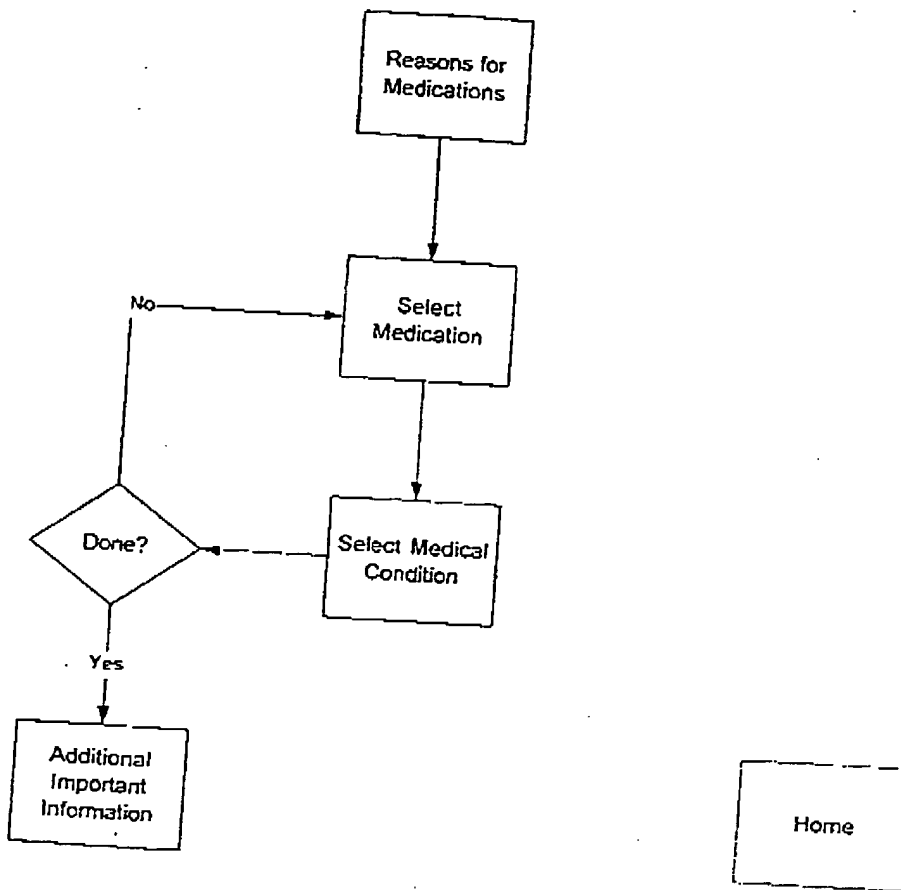 Reasons for
Medications
No
Select
Medication
Done?
Select Medical
Condition
Yes
Additional
Important
Information
Home